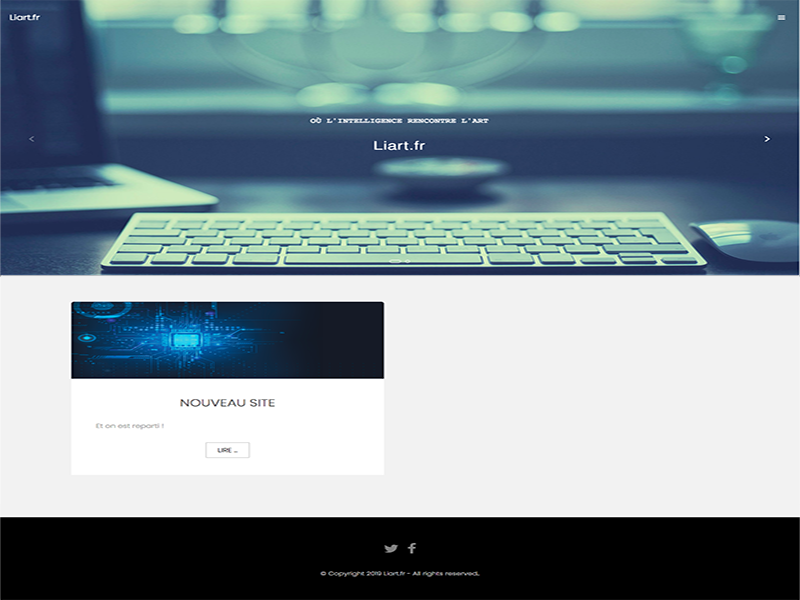 Liart.fr
OÙ L'INTELLIGENCE RENCONTRE L'ART
Liart.fr
NOUVEAU SITE
Et on est reparti !
LIRE ...
© Copyright 2019 Liart.fr - All rights reserved.